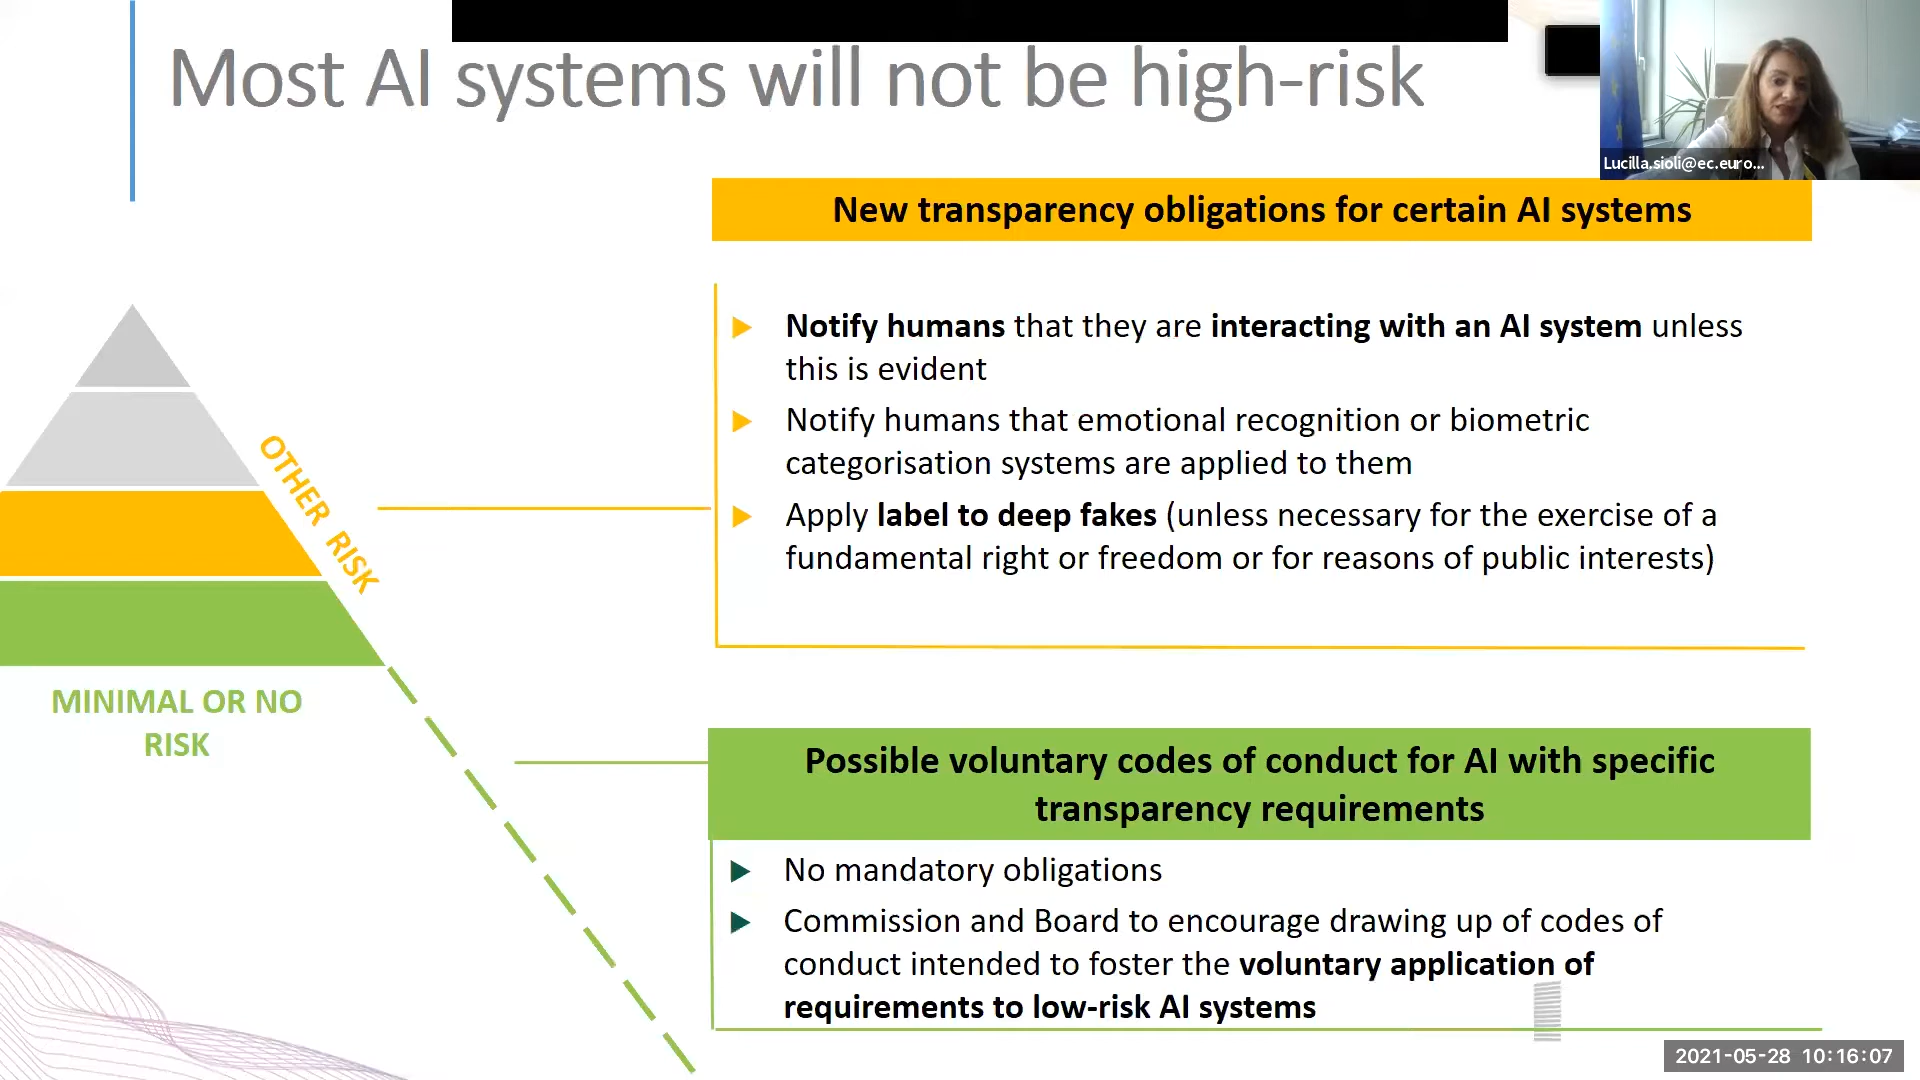 Most AI systems will not be high-risk
Lucilla.sioli@ec.euro...
New transparency obligations for certain AI systems
Notify humans that they are interacting with an AI system unless
this is evident
Notify humans that emotional recognition or biometric
categorisation systems are applied to them
Apply label to deep fakes (unless necessary for the exercise of a
fundamental right or freedom or for reasons of public interests)
OTHER RISK
MINIMAL OR NO
RISK
Possible voluntary codes of conduct for AI with specific
transparency requirements
No mandatory obligations
Commission and Board to encourage drawing up of codes of
conduct intended to foster the voluntary application of
requirements to low-risk AI systems
2021-05-28 10:16:07